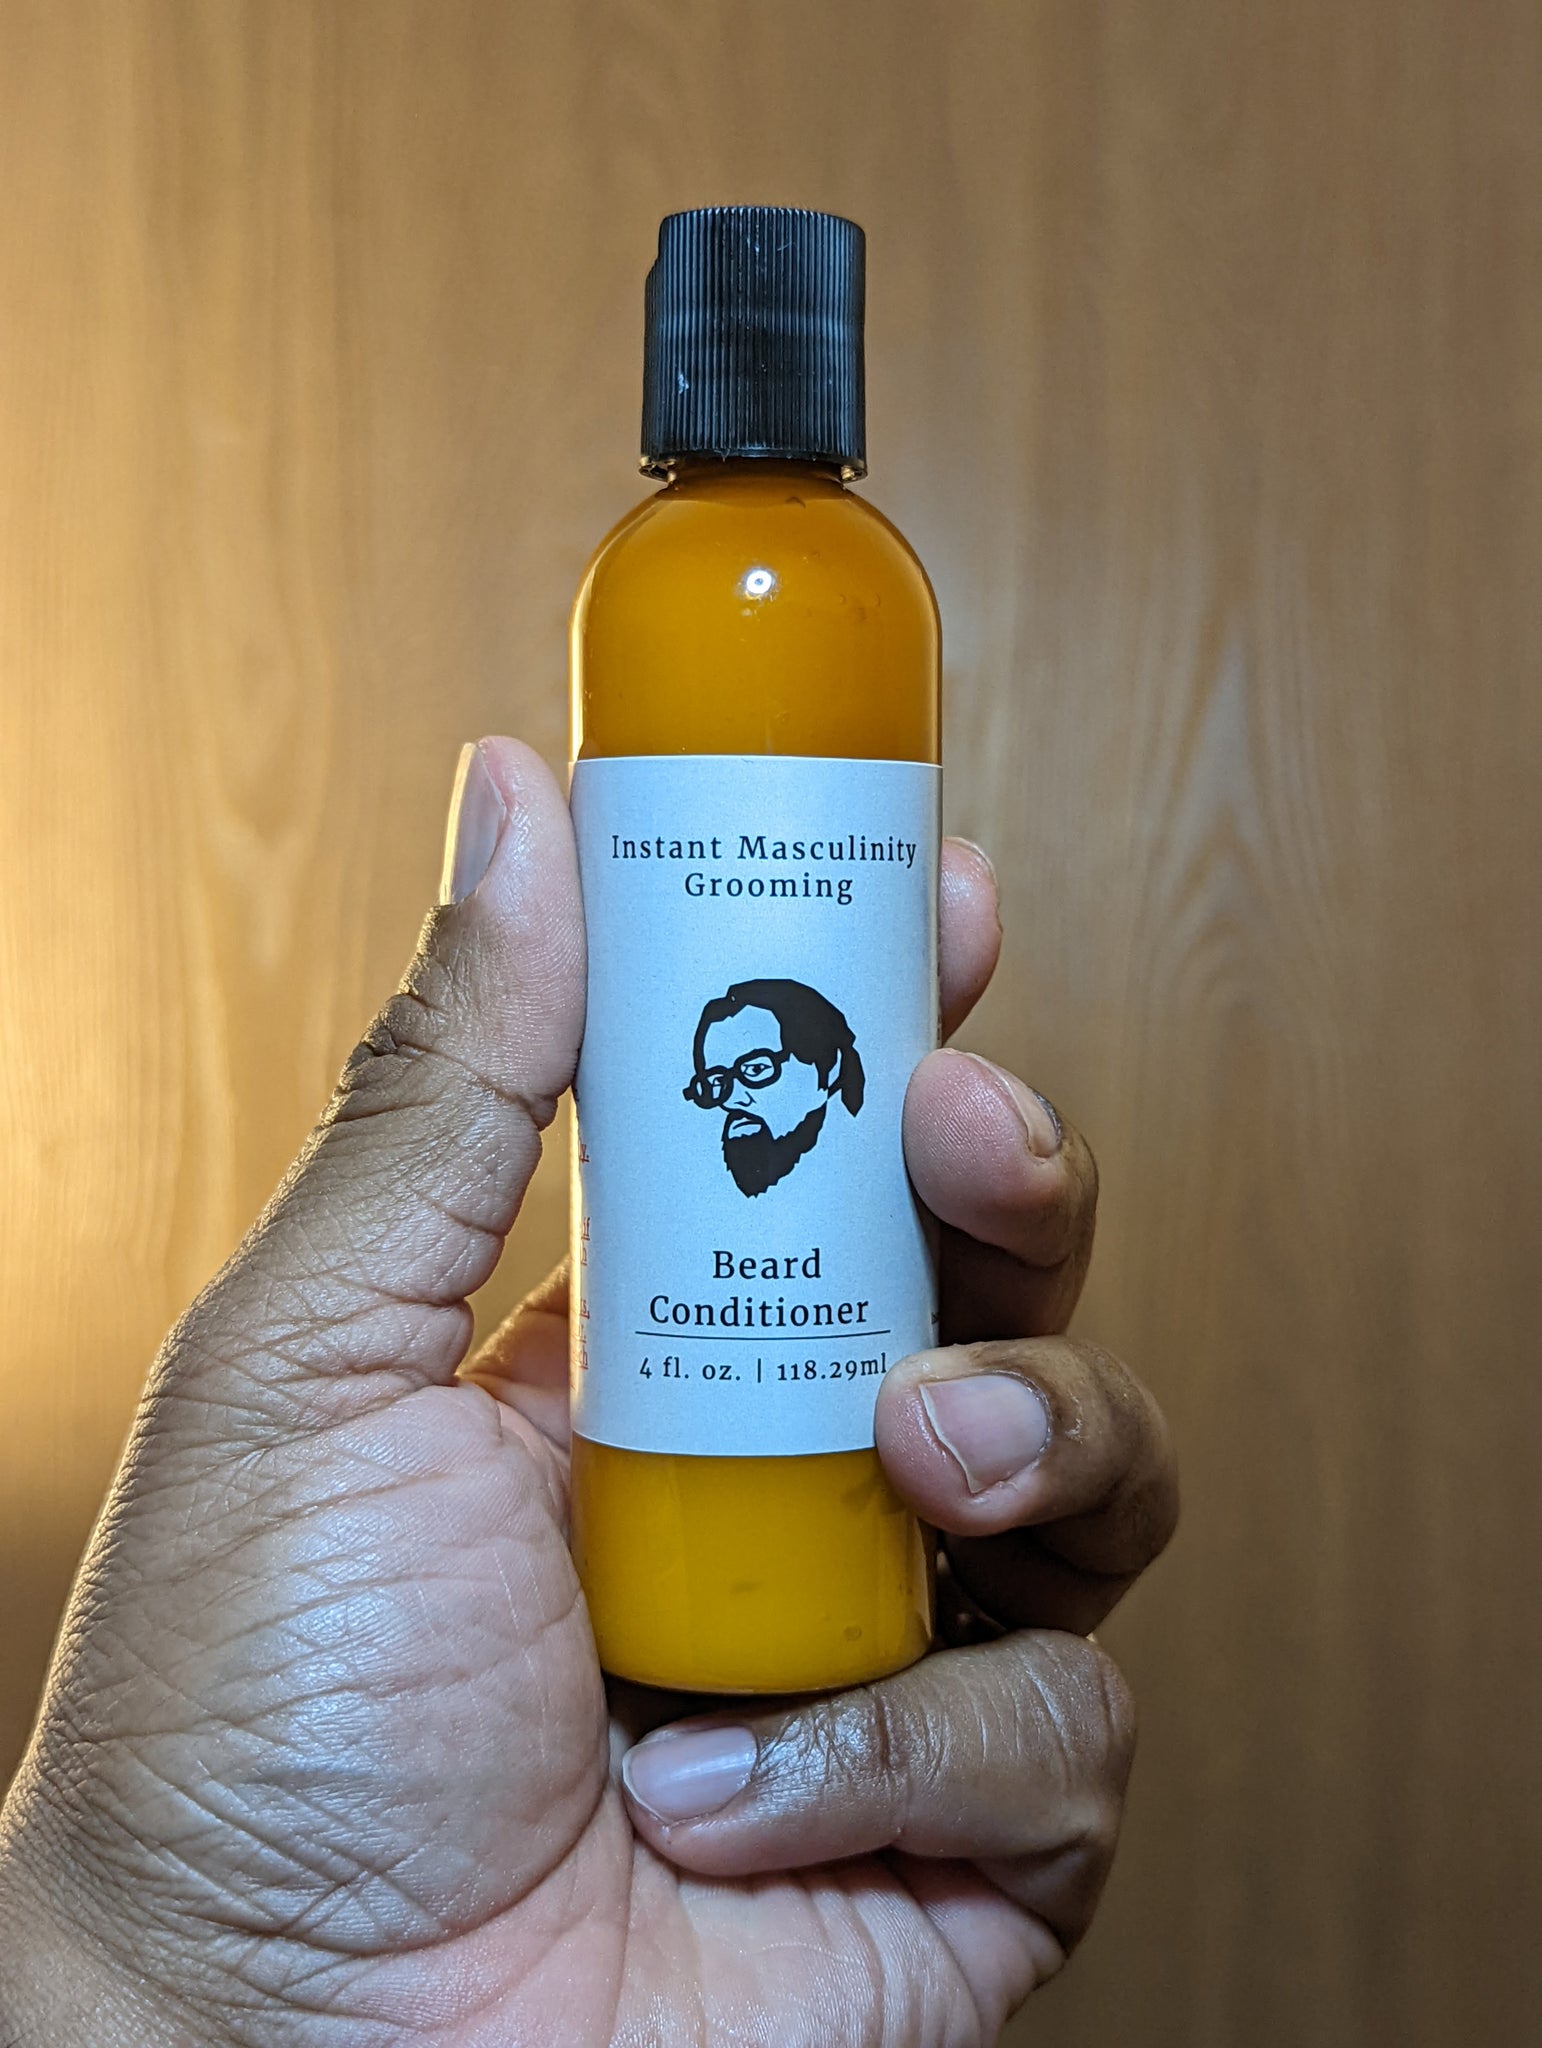 Instant Masculinity
Grooming
Beard
Conditioner
4 fl. oz. | 118.29ml